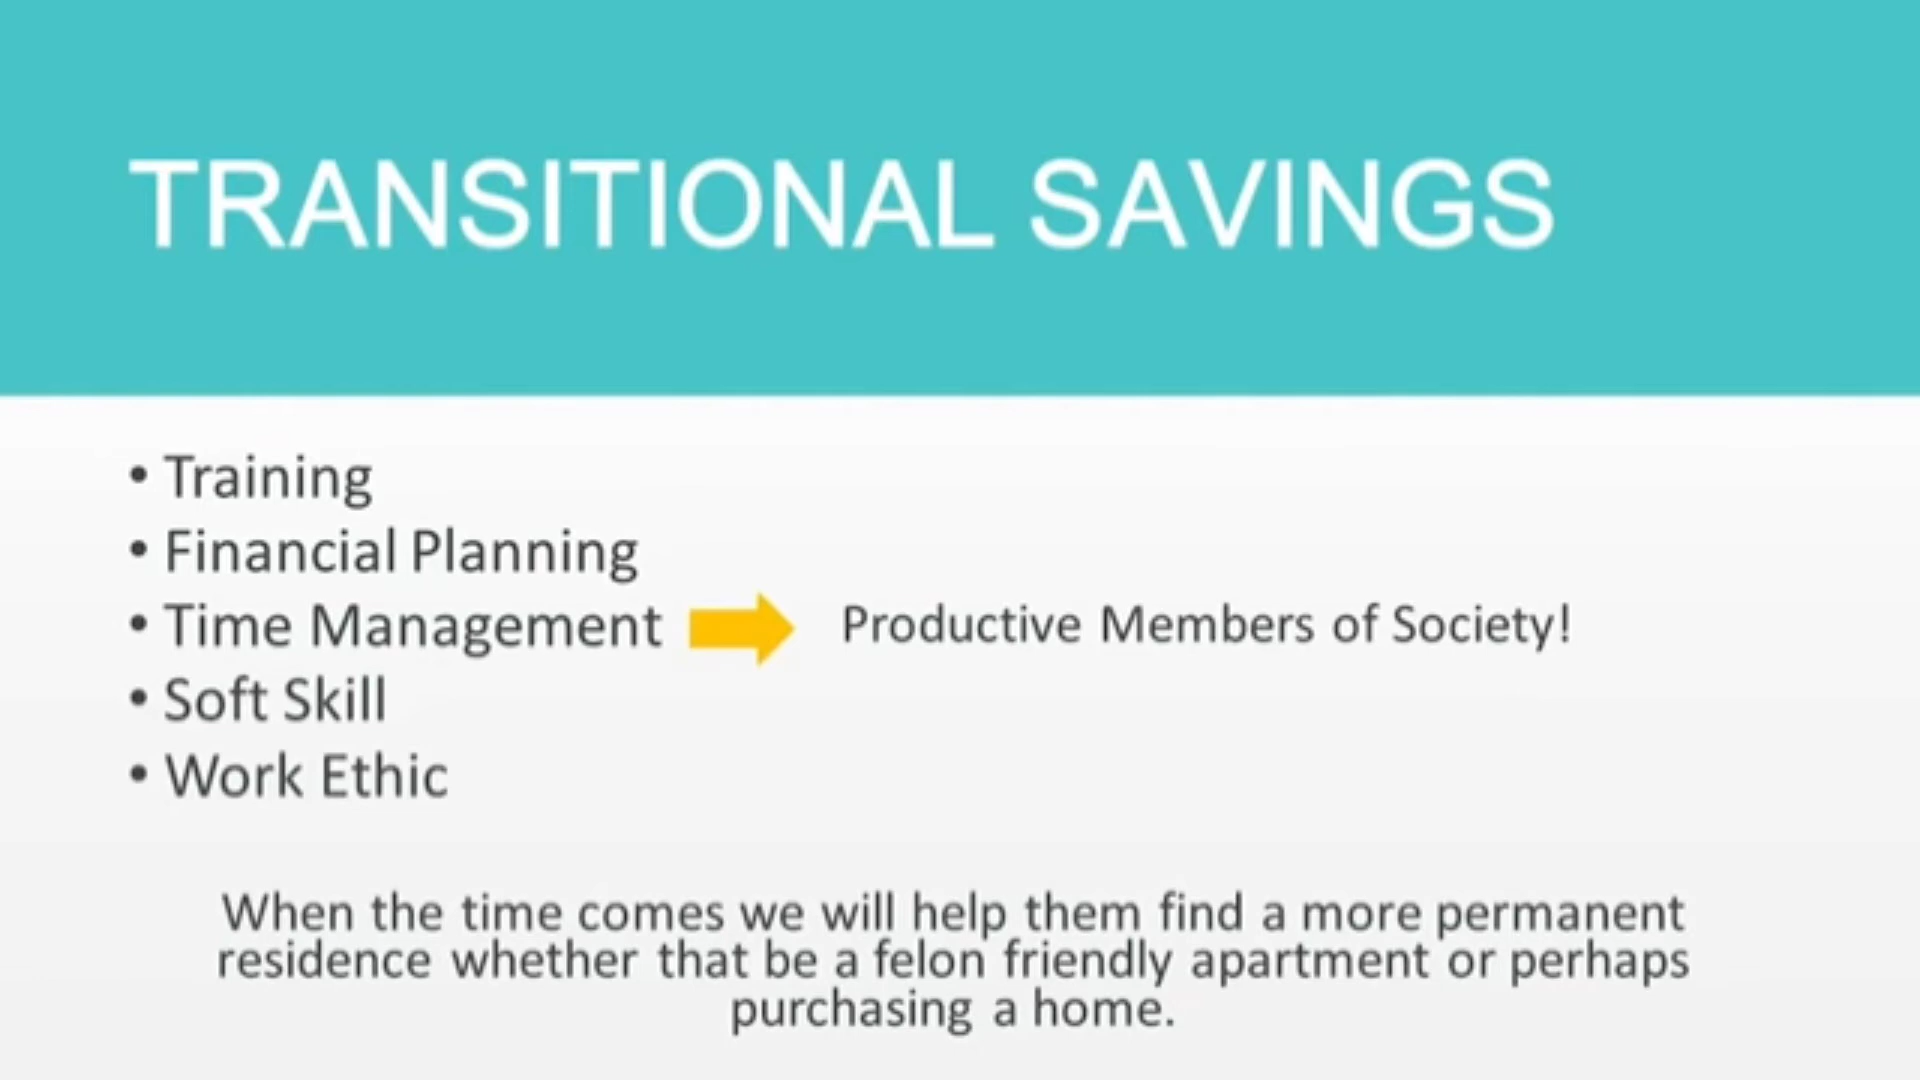 TRANSITIONAL SAVINGS
• Training
• Financial Planning
• Time Management
Productive Members of Society!
• Soft Skill
• Work Ethic
When the time comes we will help them find a more permanent
residence whether that be a felon friendly apartment or perhaps
purchasing a home.